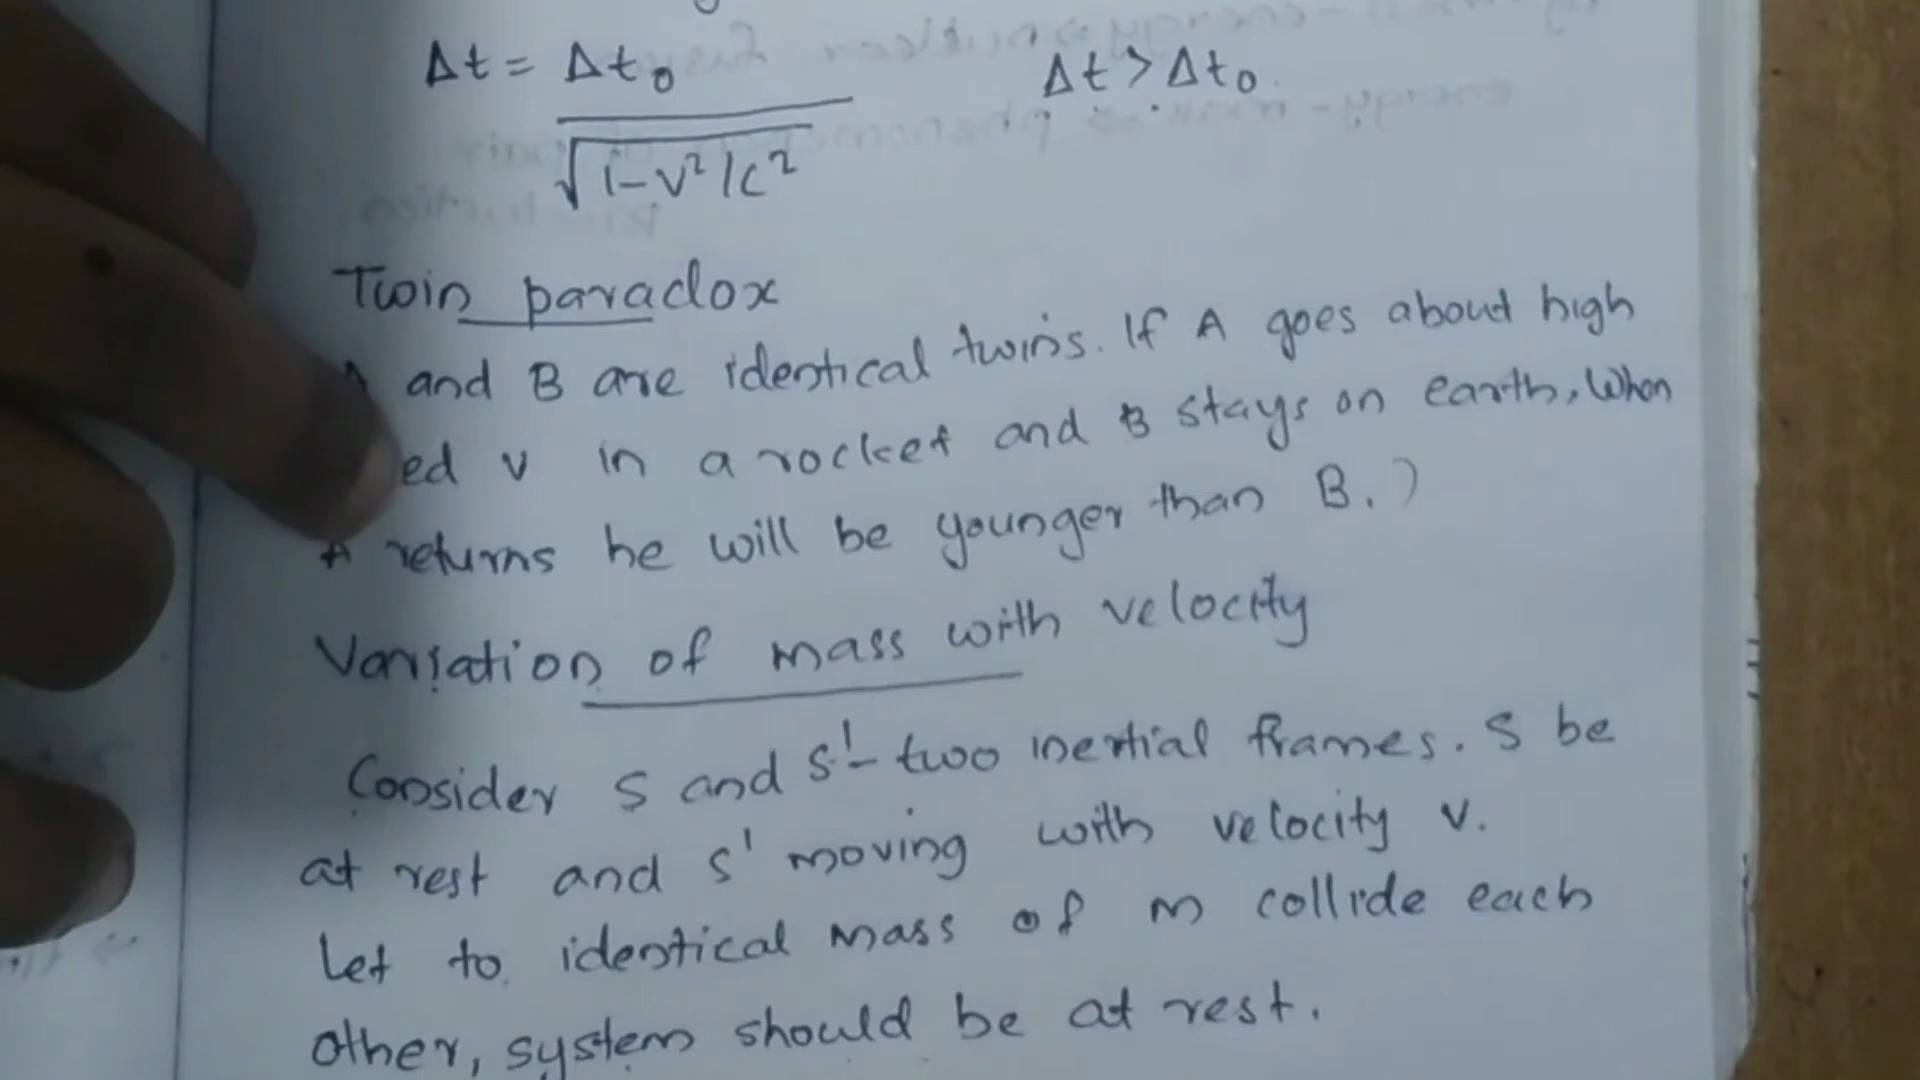 Δt = Δt₀ / √1-v²/c²    Δt > Δt₀
Twin paradox
and B are identical twins. If A goes about high
ed v in a rocket and B stays on earth, When
A returns he will be younger than B.)
Variation of mass with velocity
Consider S and S' - two inertial frames. S be
at rest and S' moving with velocity v.
Let to identical mass of m collide each
other, system should be at rest.